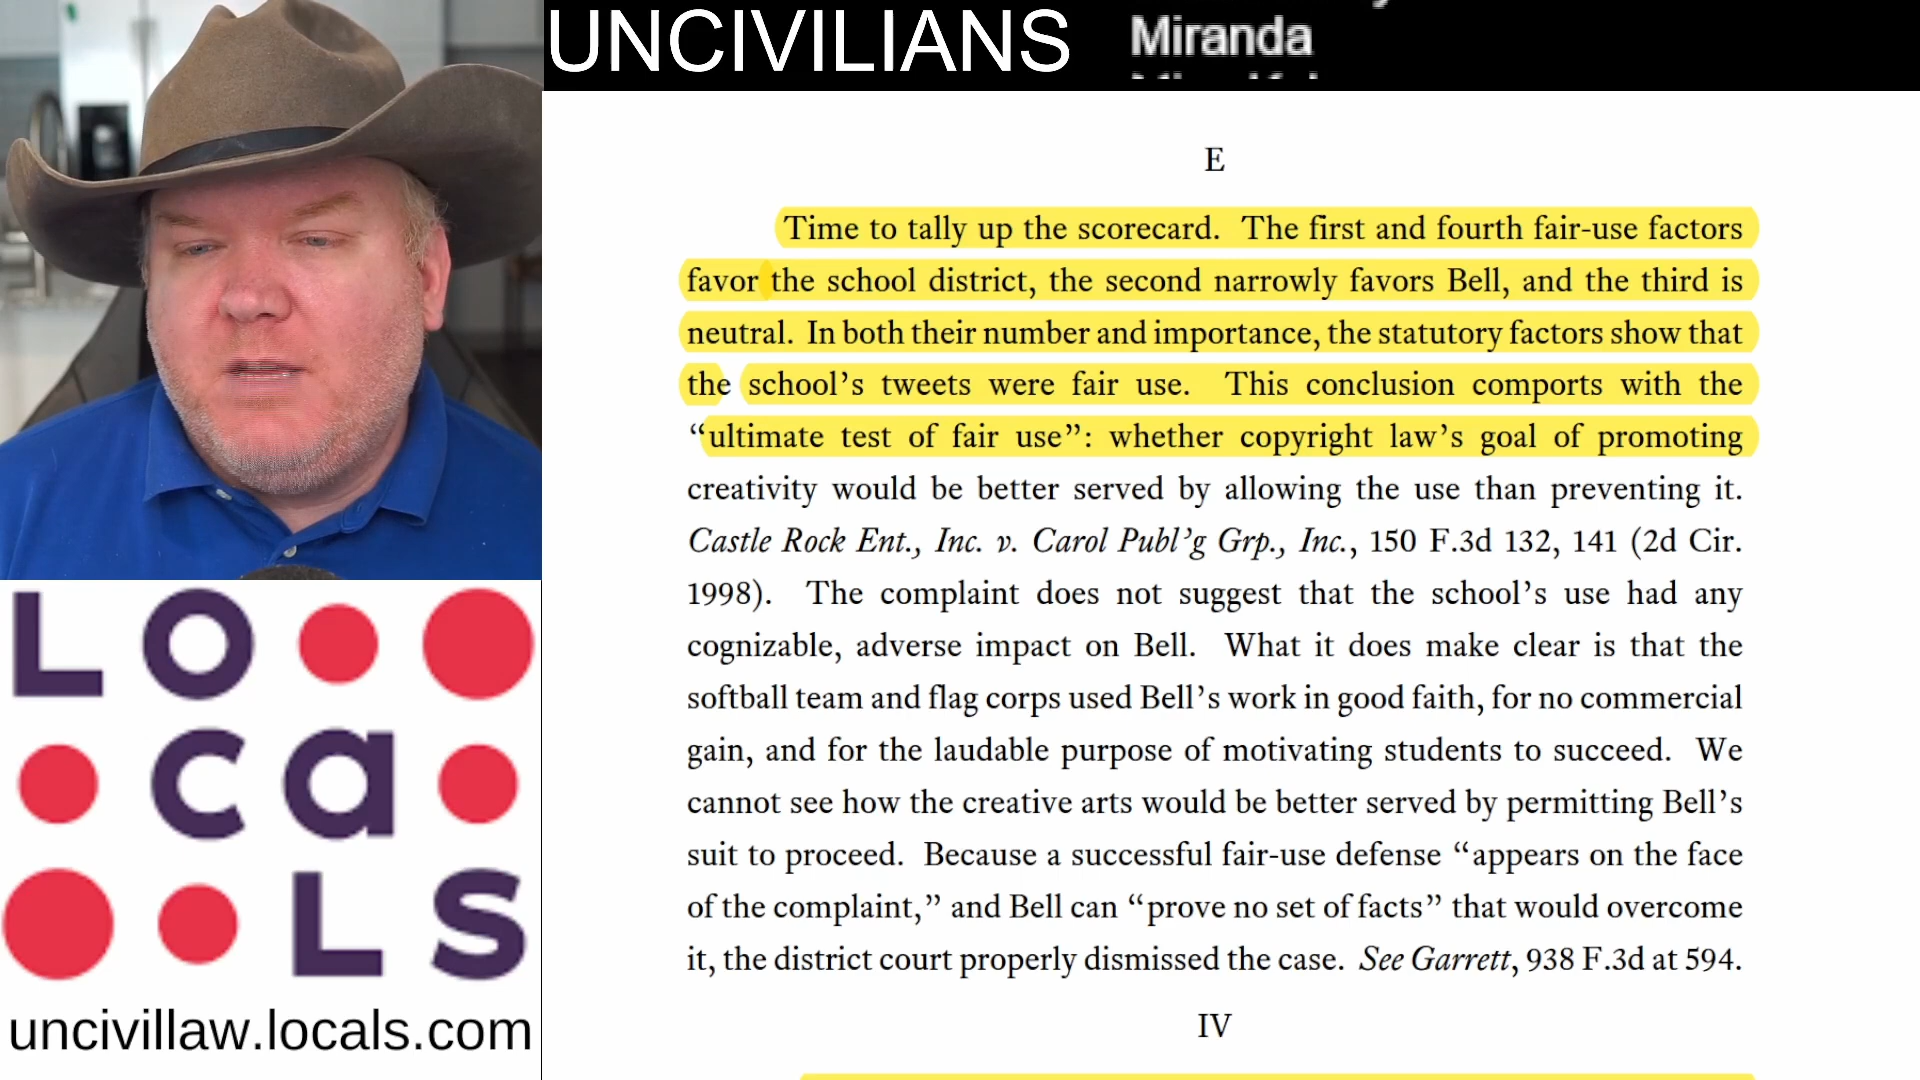 UNCIVILIANS
Miranda
E
Time to tally up the scorecard. The first and fourth fair-use factors
favor the school district, the second narrowly favors Bell, and the third is
neutral. In both their number and importance, the statutory factors show that
the school’s tweets were fair use. This conclusion comports with the
“ultimate test of fair use”: whether copyright law’s goal of promoting
creativity would be better served by allowing the use than preventing it.
Castle Rock Ent., Inc. v. Carol Publ’g Grp., Inc., 150 F.3d 132, 141 (2d Cir.
1998). The complaint does not suggest that the school’s use had any
cognizable, adverse impact on Bell. What it does make clear is that the
softball team and flag corps used Bell’s work in good faith, for no commercial
gain, and for the laudable purpose of motivating students to succeed. We
cannot see how the creative arts would be better served by permitting Bell’s
suit to proceed. Because a successful fair-use defense “appears on the face
of the complaint,” and Bell can “prove no set of facts” that would overcome
it, the district court properly dismissed the case. See Garrett, 938 F.3d at 594.
IV
LO
ca
LS
uncivillaw.locals.com